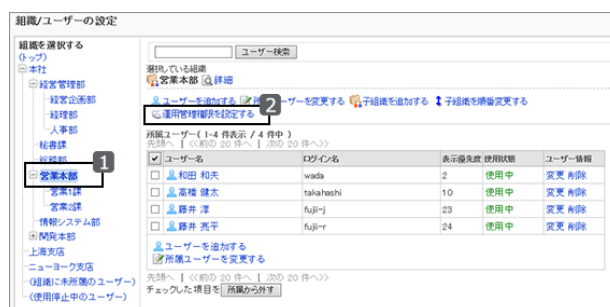 組織/ユーザーの設定
組織を選択する
(トップ)
本社
経営管理部
経営企画部
経理部
人事部
秘書課
総務部
1
営業本部
営業1課
営業2課
情報システム部
開発本部
上海支店
ニューヨーク支店
(組織に未所属のユーザー)
(使用停止中のユーザー)
ユーザー検索
選択している組織
営業本部 詳細
ユーザーを追加する 所属ユーザーを変更する 子組織を追加する 子組織を順番変更する
運用管理権限を設定する 2
所属ユーザー( 1-4 件表示 / 4 件中 )
先頭へ | <<前の 20 件へ | 次の 20 件へ>>
ユーザー名 ログイン名 表示優先度 使用状態 ユーザー情報
和田 和夫 wada 2 使用中 変更 削除
高橋 健太 takahashi 10 使用中 変更 削除
藤井 淳 fujii-j 23 使用中 変更 削除
藤井 亮平 fujii-r 24 使用中 変更 削除
ユーザーを追加する
所属ユーザーを変更する
先頭へ | <<前の 20 件へ | 次の 20 件へ>>
チェックした項目を 所属から外す